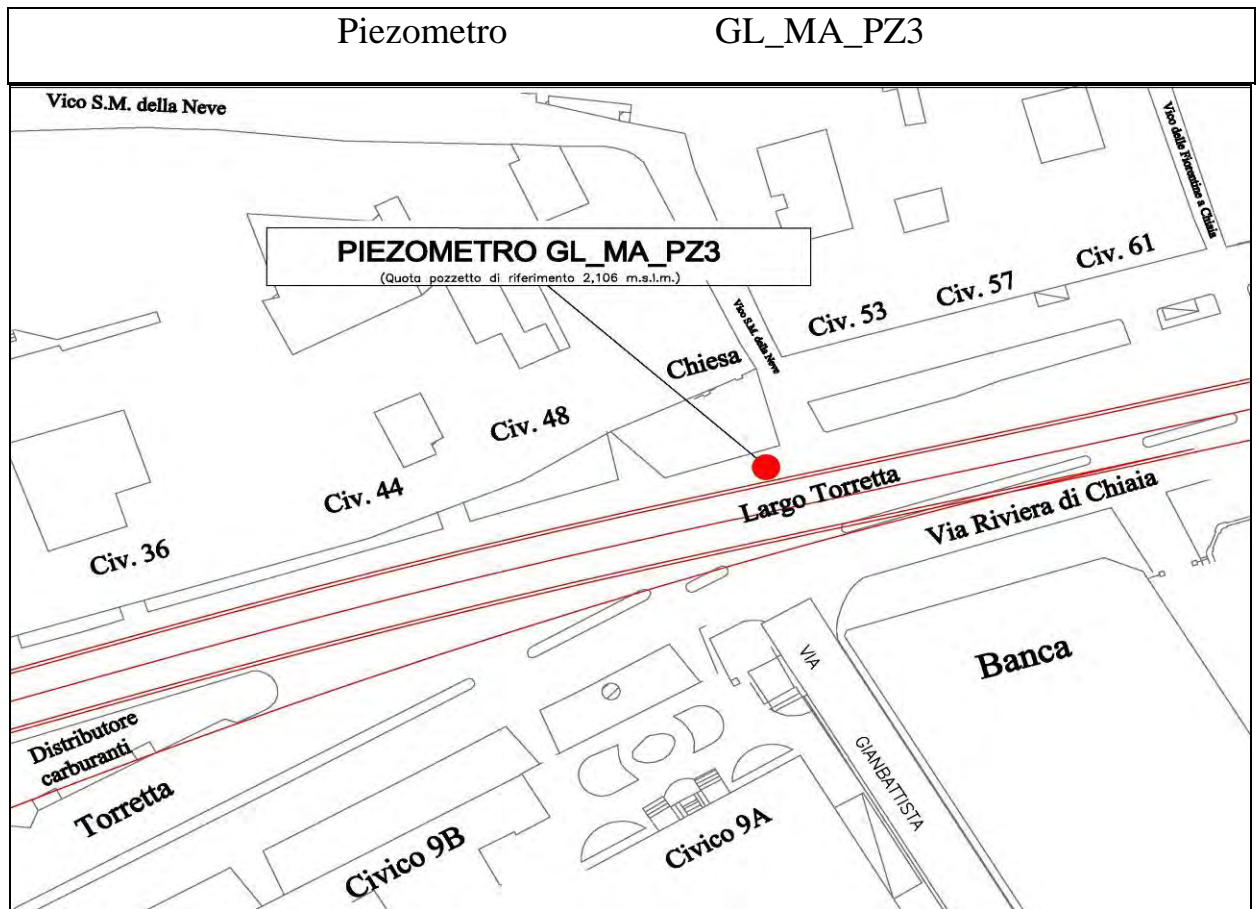 Piezometro GL_MA_PZ3
Vico S.M. della Neve
Vico delle Fiorentine a Chiaia
PIEZOMETRO GL_MA_PZ3
(Quota pozzetto di riferimento 2,106 m.s.l.m.)
Civ. 61
Civ. 57
Civ. 53
Vico S.M. della Neve
Chiesa
Civ. 48
Civ. 44
Civ. 36
Largo Torretta
Via Riviera di Chiaia
Banca
VIA
GIANBATTISTA
Distributore
carburanti
Torretta
Civico 9B
Civico 9A